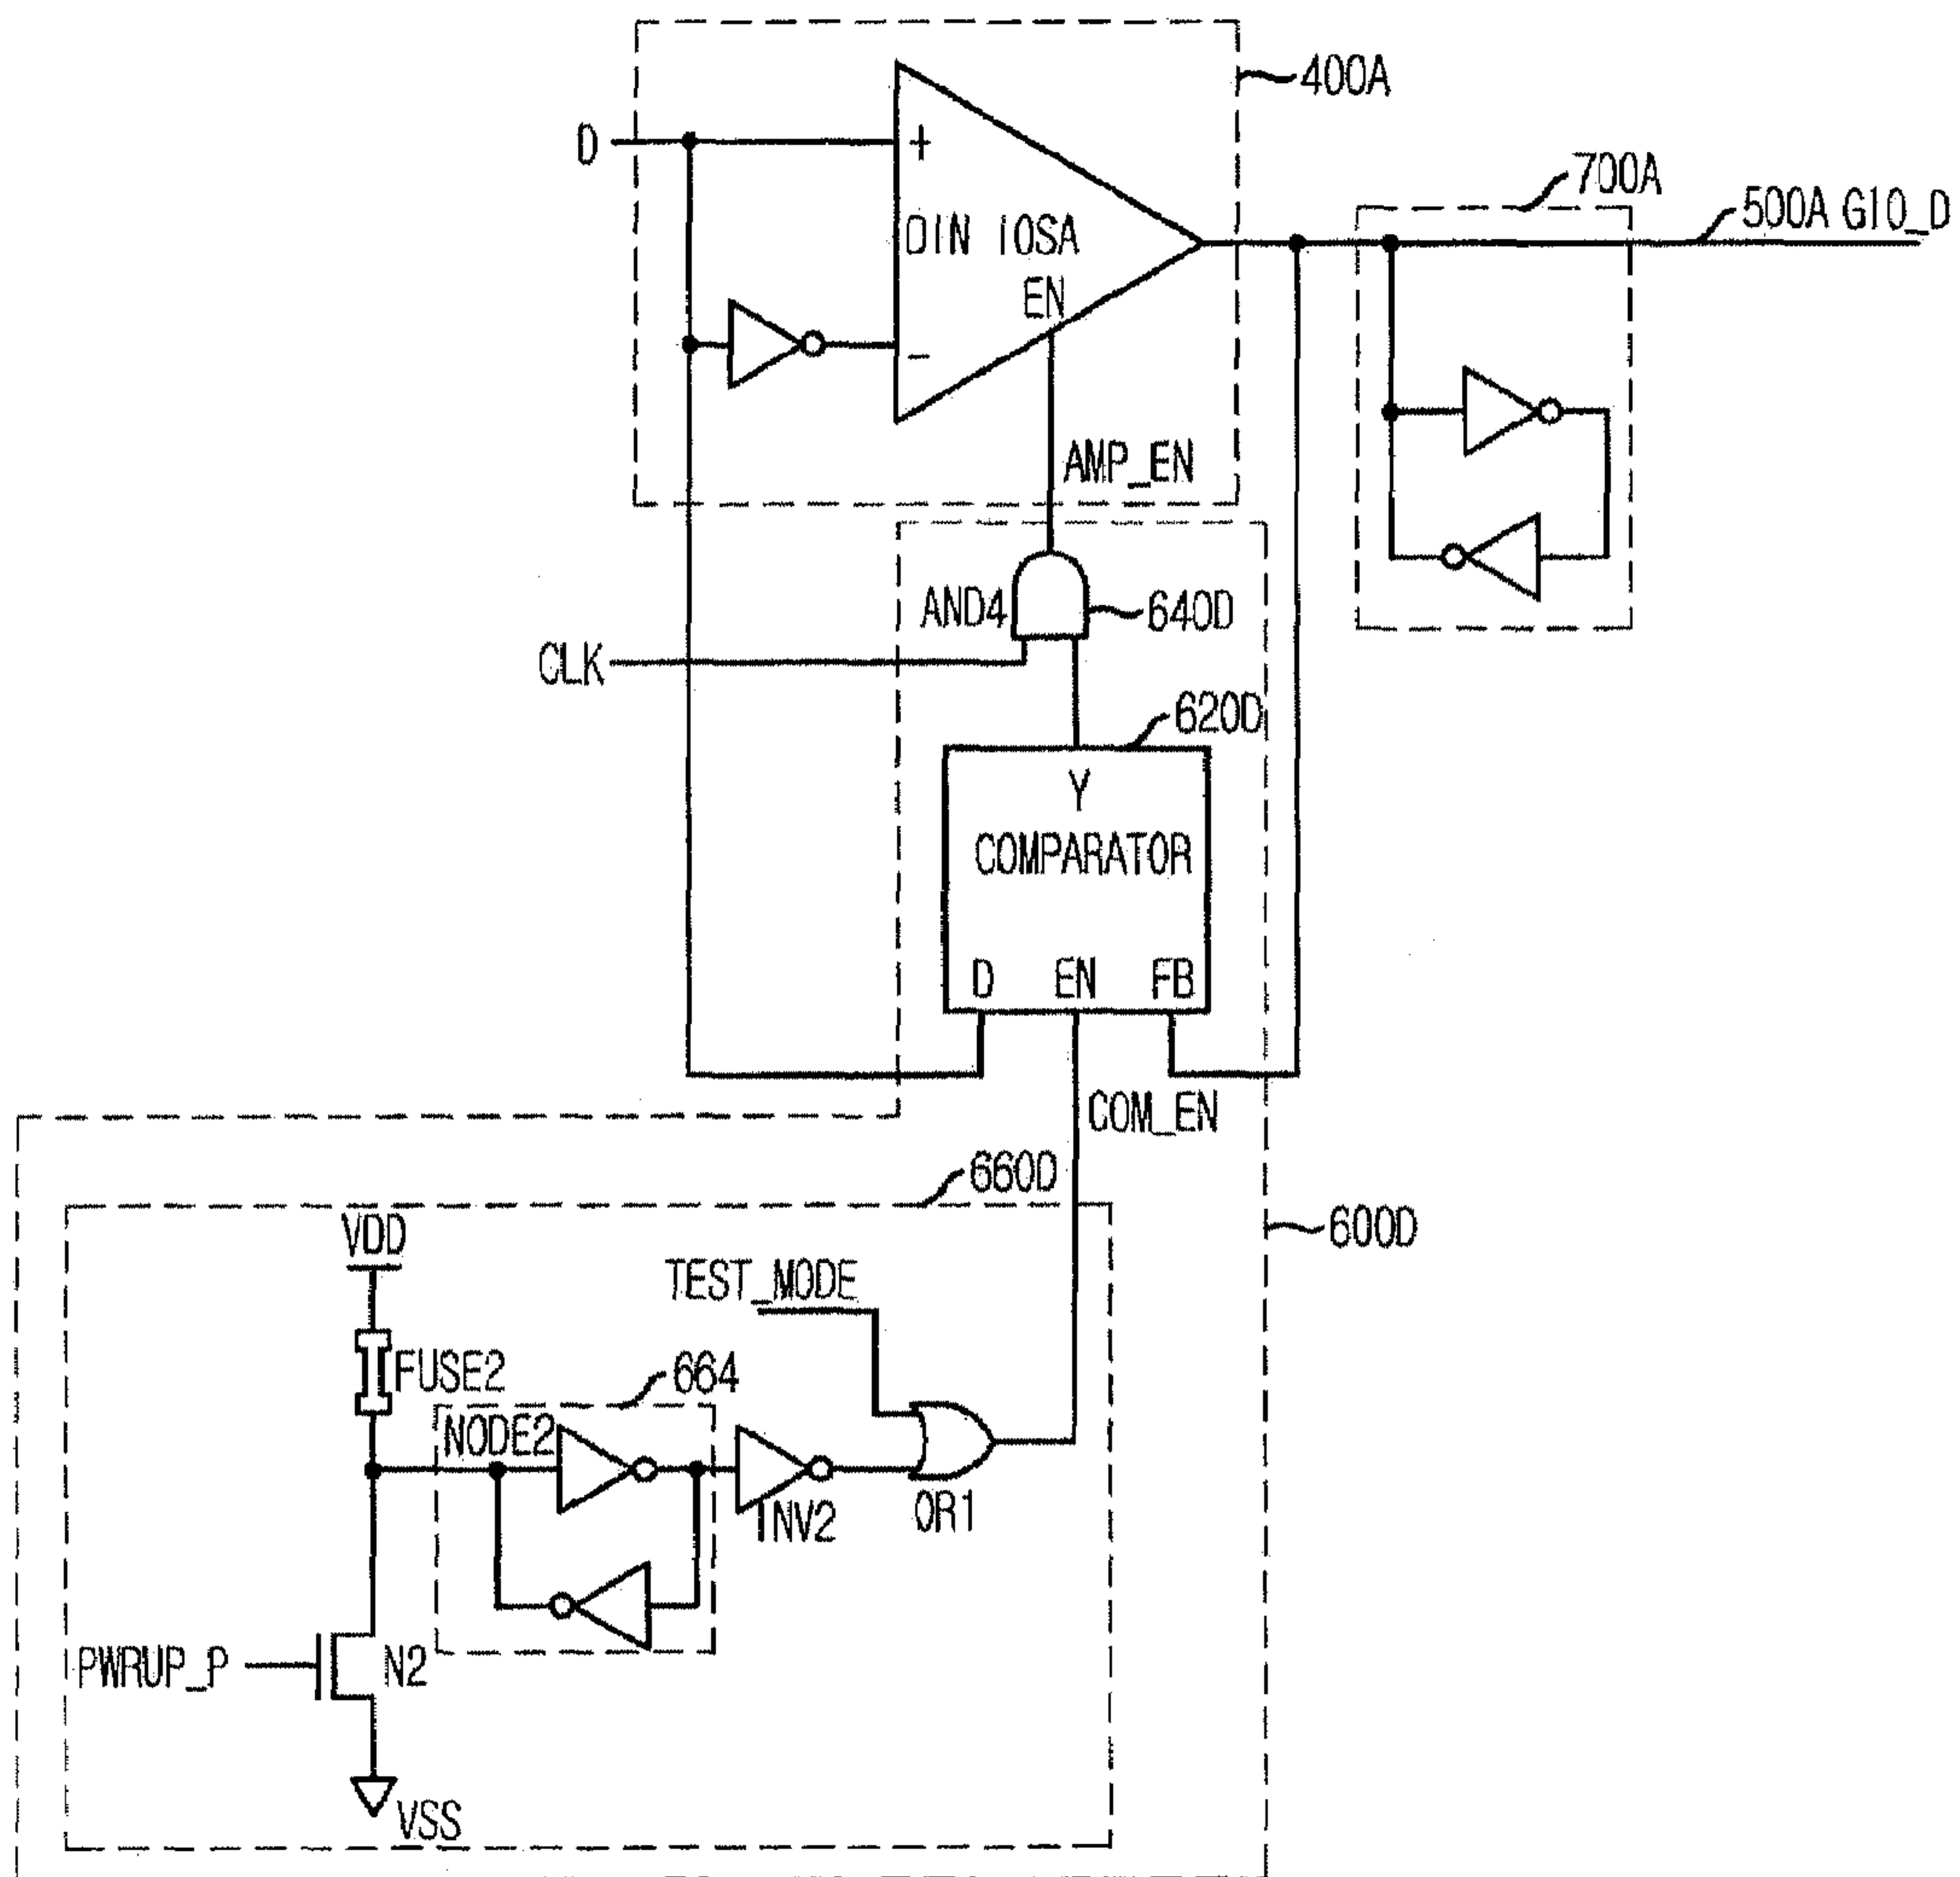 400A
D
+
700A
500A GIO_D
DIN IOSA
EN
-
AMP_EN
AND4
640D
CLK
620D
Y
COMPARATOR
D EN FB
COM_EN
660D
600D
VDD
TEST_MODE
FUSE2
664
NODE2
INV2
OR1
PWRUP_P
N2
VSS